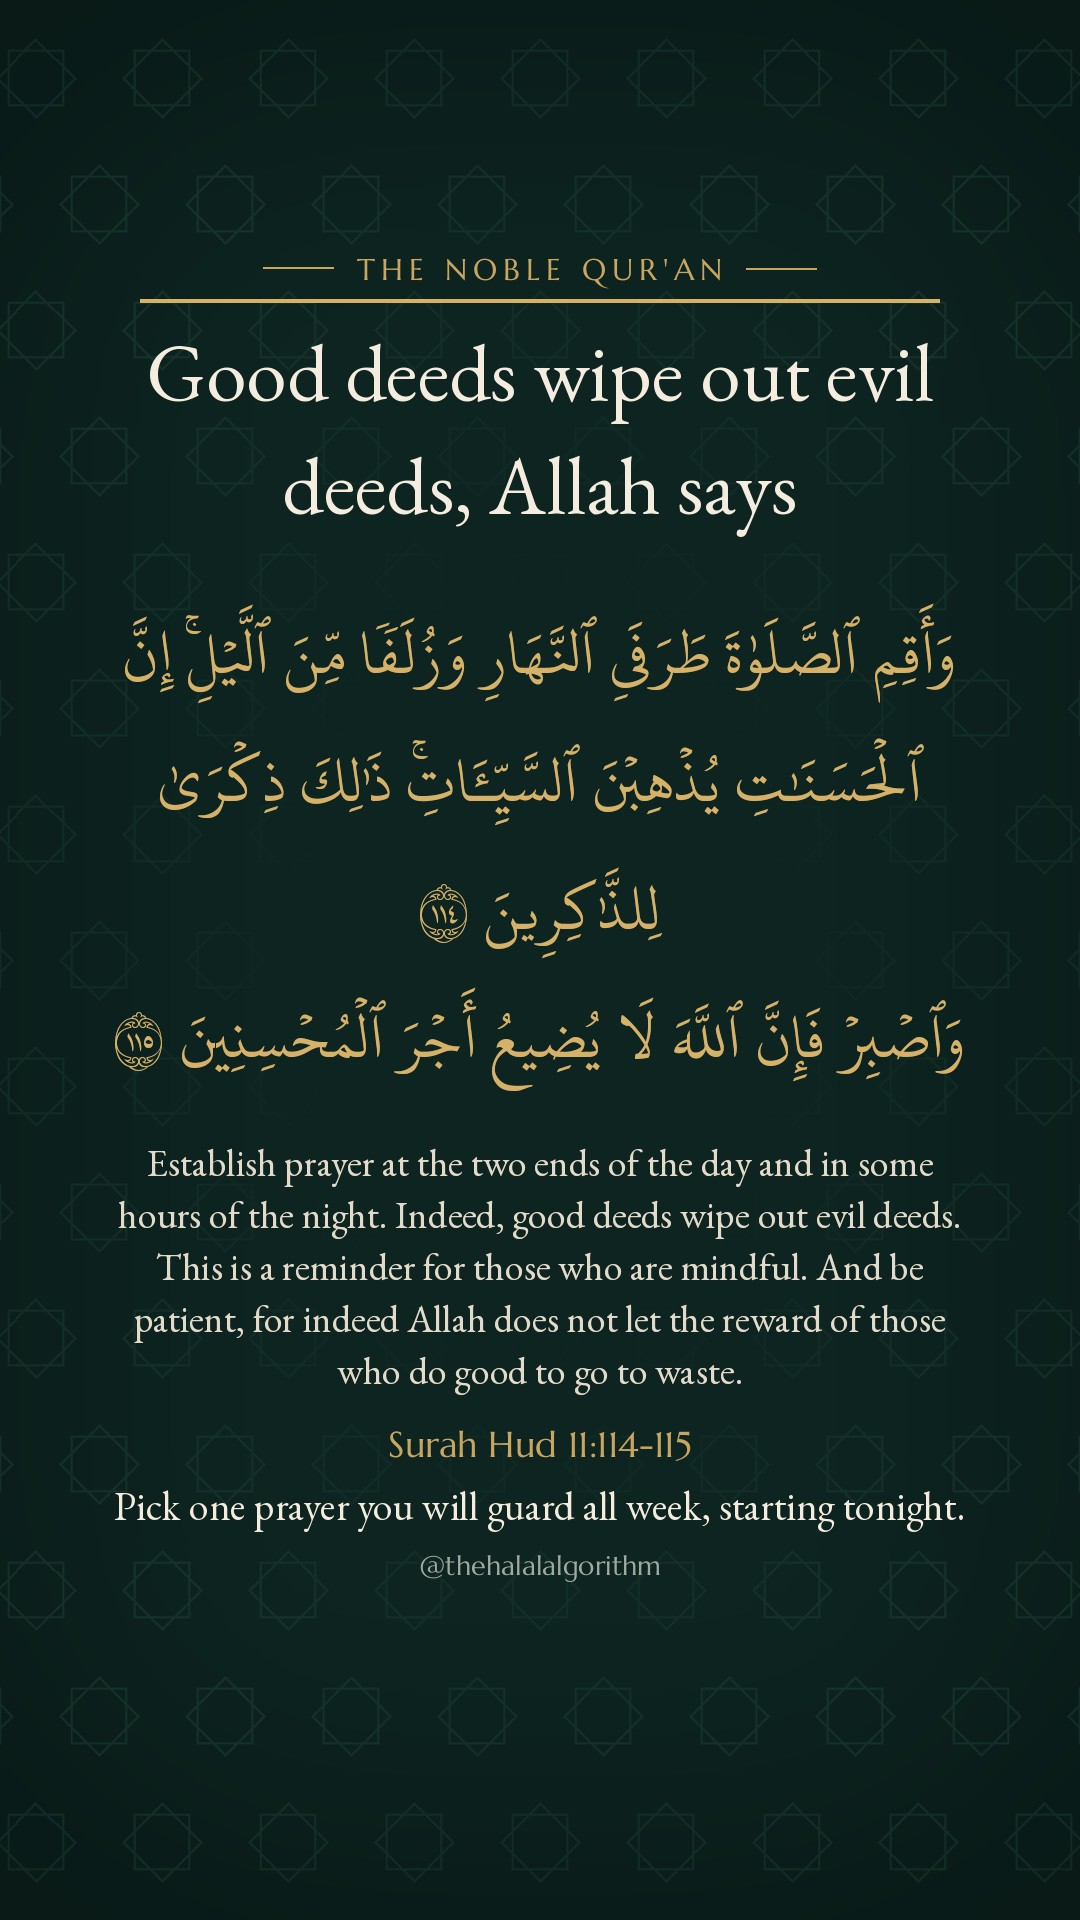 THE NOBLE QUR'AN
Good deeds wipe out evil
deeds, Allah says
وَأَقِمِ ٱلصَّلَوٰةَ طَرَفَىِ ٱلنَّهَارِ وَزُلَفًۭا مِّنَ ٱلَّيْلِ ۚ إِنَّ
ٱلْحَسَنَـٰتِ يُذْهِبْنَ ٱلسَّيِّـَٔاتِ ۚ ذَٰلِكَ ذِكْرَىٰ
لِلذَّٰكِرِينَ ١١٤
وَٱصْبِرْ فَإِنَّ ٱللَّهَ لَا يُضِيعُ أَجْرَ ٱلْمُحْسِنِينَ ١١٥
Establish prayer at the two ends of the day and in some
hours of the night. Indeed, good deeds wipe out evil deeds.
This is a reminder for those who are mindful. And be
patient, for indeed Allah does not let the reward of those
who do good to go to waste.
Surah Hud 11:114-115
Pick one prayer you will guard all week, starting tonight.
@thehalalalgorithm